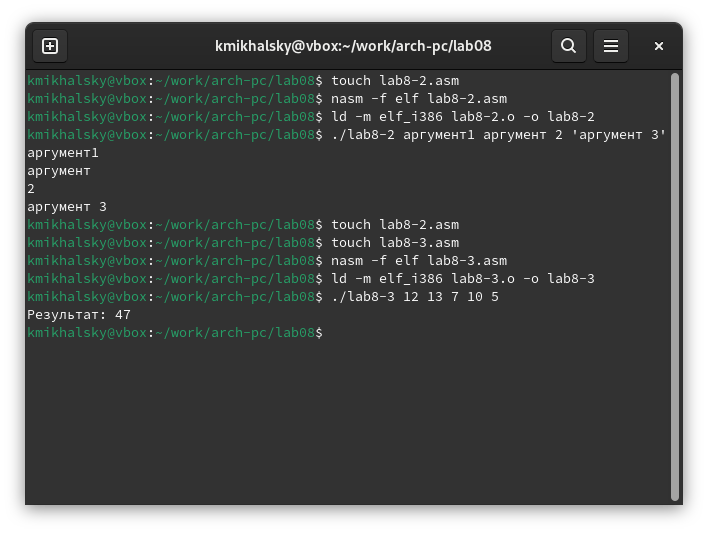 kmikhalsky@vbox:~/work/arch-pc/lab08
kmikhalsky@vbox:~/work/arch-pc/lab08$ touch lab8-2.asm
kmikhalsky@vbox:~/work/arch-pc/lab08$ nasm -f elf lab8-2.asm
kmikhalsky@vbox:~/work/arch-pc/lab08$ ld -m elf_i386 lab8-2.o -o lab8-2
kmikhalsky@vbox:~/work/arch-pc/lab08$ ./lab8-2 аргумент1 аргумент 2 'аргумент 3'
аргумент1
аргумент
2
аргумент 3
kmikhalsky@vbox:~/work/arch-pc/lab08$ touch lab8-2.asm
kmikhalsky@vbox:~/work/arch-pc/lab08$ touch lab8-3.asm
kmikhalsky@vbox:~/work/arch-pc/lab08$ nasm -f elf lab8-3.asm
kmikhalsky@vbox:~/work/arch-pc/lab08$ ld -m elf_i386 lab8-3.o -o lab8-3
kmikhalsky@vbox:~/work/arch-pc/lab08$ ./lab8-3 12 13 7 10 5
Результат: 47
kmikhalsky@vbox:~/work/arch-pc/lab08$